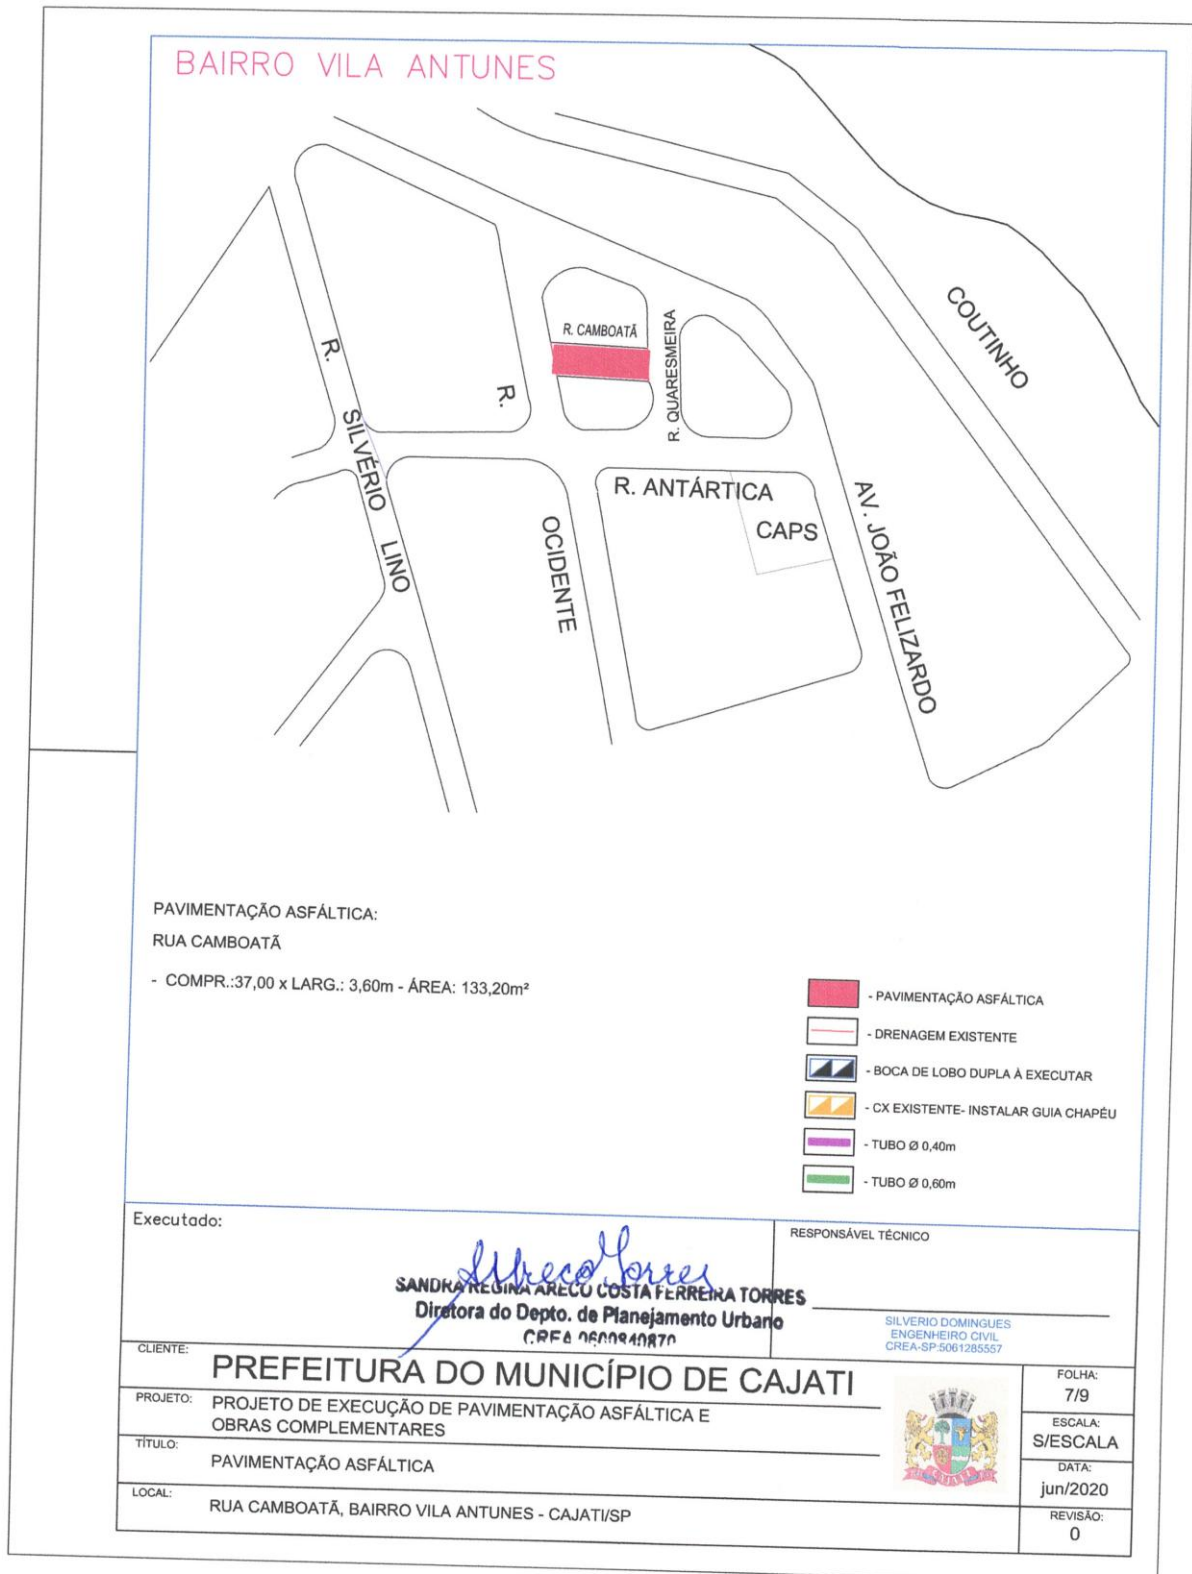 BAIRRO VILA ANTUNES
COUTINHO
R. CAMBOATÃ
R. QUARESMEIRA
R. SILVÉRIO LINO
R. OCIDENTE
R. ANTÁRTICA
CAPS
AV. JOÃO FELIZARDO
PAVIMENTAÇÃO ASFÁLTICA:
RUA CAMBOATÃ
- COMPR.:37,00 x LARG.: 3,60m - ÁREA: 133,20m²
- PAVIMENTAÇÃO ASFÁLTICA
- DRENAGEM EXISTENTE
- BOCA DE LOBO DUPLA À EXECUTAR
- CX EXISTENTE- INSTALAR GUIA CHAPÉU
- TUBO Ø 0,40m
- TUBO Ø 0,60m
Executado:
SANDRA REGINA ARECO COSTA FERREIRA TORRES
Diretora do Depto. de Planejamento Urbano
CREA 0600840870
RESPONSÁVEL TÉCNICO
SILVERIO DOMINGUES
ENGENHEIRO CIVIL
CREA-SP:5061285557
CLIENTE:
PREFEITURA DO MUNICÍPIO DE CAJATI
PROJETO:
PROJETO DE EXECUÇÃO DE PAVIMENTAÇÃO ASFÁLTICA E
OBRAS COMPLEMENTARES
TÍTULO:
PAVIMENTAÇÃO ASFÁLTICA
LOCAL:
RUA CAMBOATÃ, BAIRRO VILA ANTUNES - CAJATI/SP
CAJATI
FOLHA:
7/9
ESCALA:
S/ESCALA
DATA:
jun/2020
REVISÃO:
0